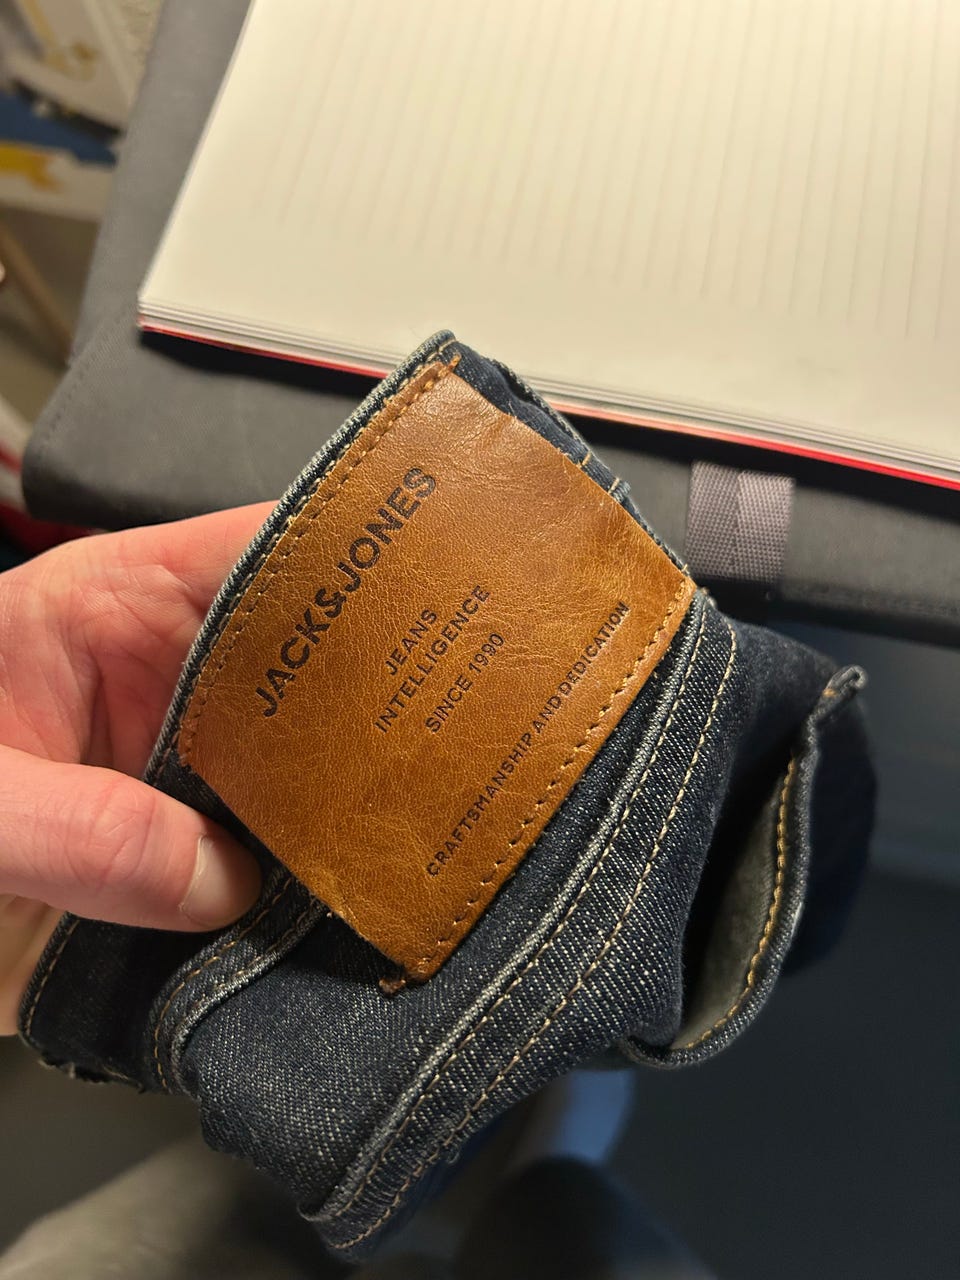 JACK&JONES
JEANS
INTELLIGENCE
SINCE 1990
CRAFTSMANSHIP AND DEDICATION